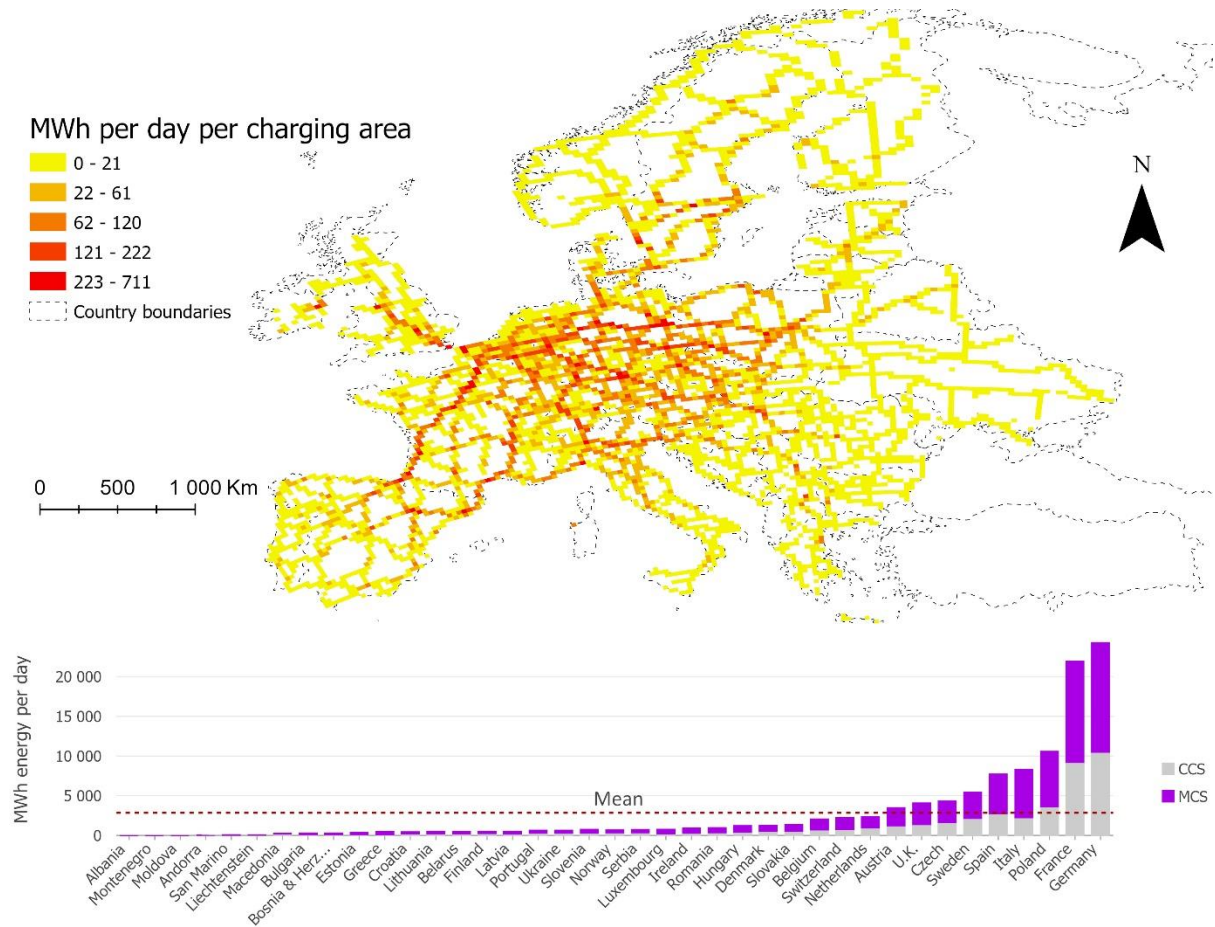 MWh per day per charging area
0 - 21
22 - 61
62 - 120
121 - 222
223 - 711
Country boundaries
N
0 500 1 000 Km
MWh energy per day
20 000
15 000
10 000
5 000
0
Mean
CCS
MCS
Albania
Montenegro
Moldova
Andorra
San Marino
Liechtenstein
Macedonia
Bulgaria
Bosnia & Herz...
Estonia
Greece
Croatia
Lithuania
Belarus
Finland
Latvia
Portugal
Ukraine
Slovenia
Norway
Serbia
Luxembourg
Ireland
Romania
Hungary
Denmark
Slovakia
Belgium
Switzerland
Netherlands
Austria
U.K.
Czech
Sweden
Spain
Italy
Poland
France
Germany